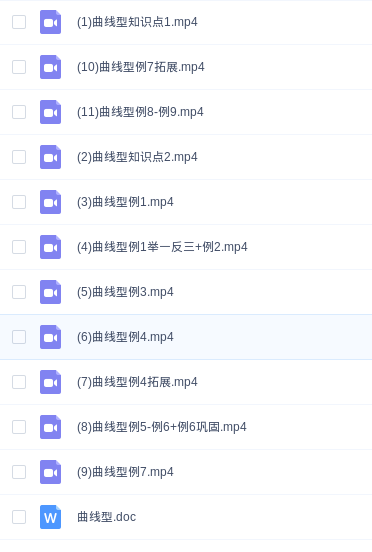 (1)曲线型知识点1.mp4
(10)曲线型例7拓展.mp4
(11)曲线型例8-例9.mp4
(2)曲线型知识点2.mp4
(3)曲线型例1.mp4
(4)曲线型例1举一反三+例2.mp4
(5)曲线型例3.mp4
(6)曲线型例4.mp4
(7)曲线型例4拓展.mp4
(8)曲线型例5-例6+例6巩固.mp4
(9)曲线型例7.mp4
W 曲线型.doc